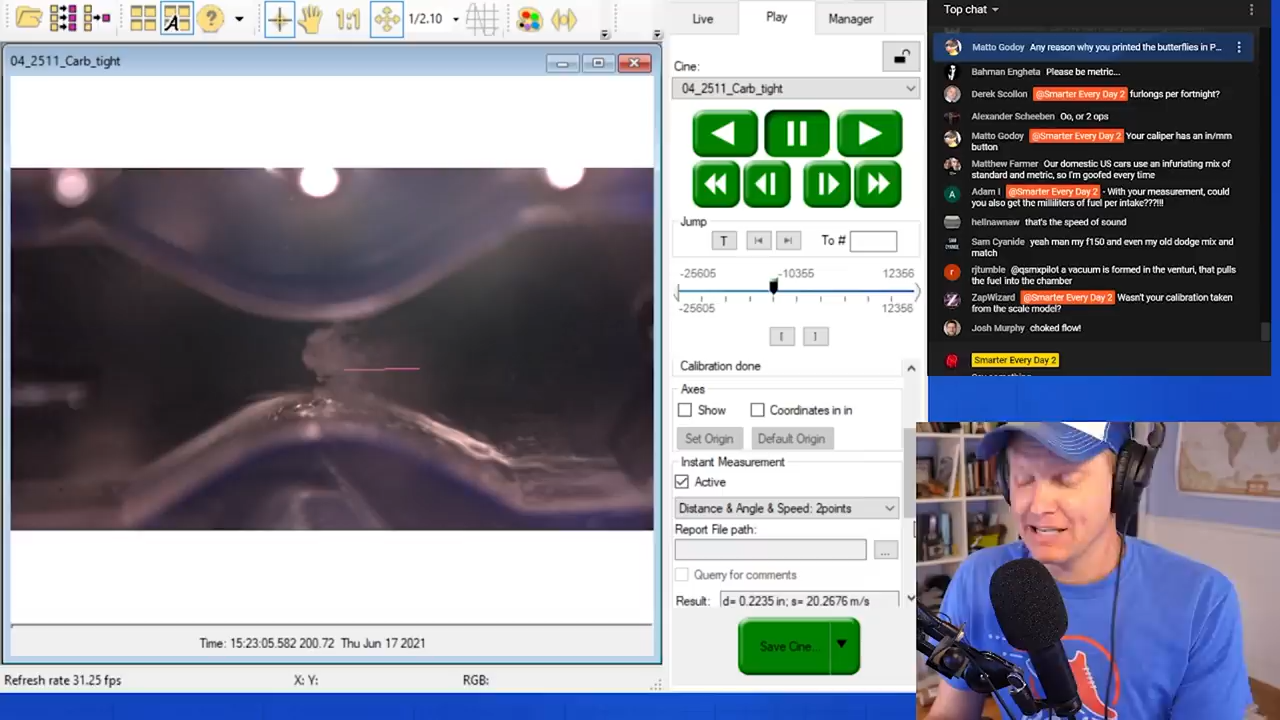 1:1
1/2.10
04_2511_Carb_tight
Time: 15:23:05.582 200.72 Thu Jun 17 2021
Refresh rate 31.25 fps
X: Y:
RGB:
Live
Play
Manager
Cine:
04_2511_Carb_tight
Jump
T
To #
-25605
-10355
12356
-25605
12356
[
]
Calibration done
Axes
Show
Coordinates in in
Set Origin
Default Origin
Instant Measurement
Active
Distance & Angle & Speed: 2points
Report File path:
...
Querry for comments
Result:
d= 0.2235 in; s= 20.2676 m/s
Save Cine...
Top chat
Matto Godoy Any reason why you printed the butterflies in P...
Bahman Engheta Please be metric...
Derek Scollon @Smarter Every Day 2 furlongs per fortnight?
Alexander Scheeben Oo, or 2 ops
Matto Godoy @Smarter Every Day 2 Your caliper has an in/mm
button
Matthew Farmer Our domestic US cars use an infuriating mix of
standard and metric, so I'm goofed every time
A
Adam I @Smarter Every Day 2 - With your measurement, could
you also get the milliliters of fuel per intake???!!!
hellnawnaw that's the speed of sound
Sam Cyanide yeah man my f150 and even my old dodge mix and
match
r
rjtumble @qsmxpilot a vacuum is formed in the venturi, that pulls
the fuel into the chamber
ZapWizard @Smarter Every Day 2 Wasn't your calibration taken
from the scale model?
Josh Murphy choked flow!
Smarter Every Day 2